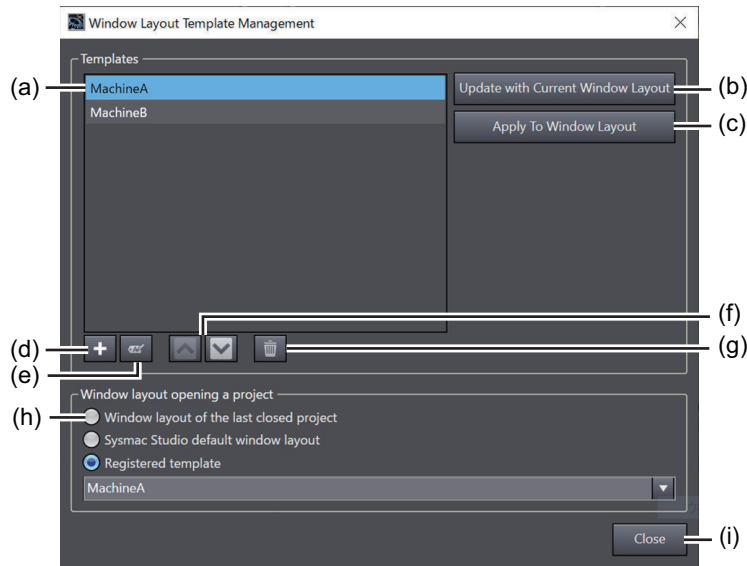 Window Layout Template Management
Templates
(a)
MachineA
Update with Current Window Layout
(b)
MachineB
Apply To Window Layout
(c)
(f)
(d)
(g)
(e)
Window layout opening a project
(h)
Window layout of the last closed project
Sysmac Studio default window layout
Registered template
MachineA
Close
(i)